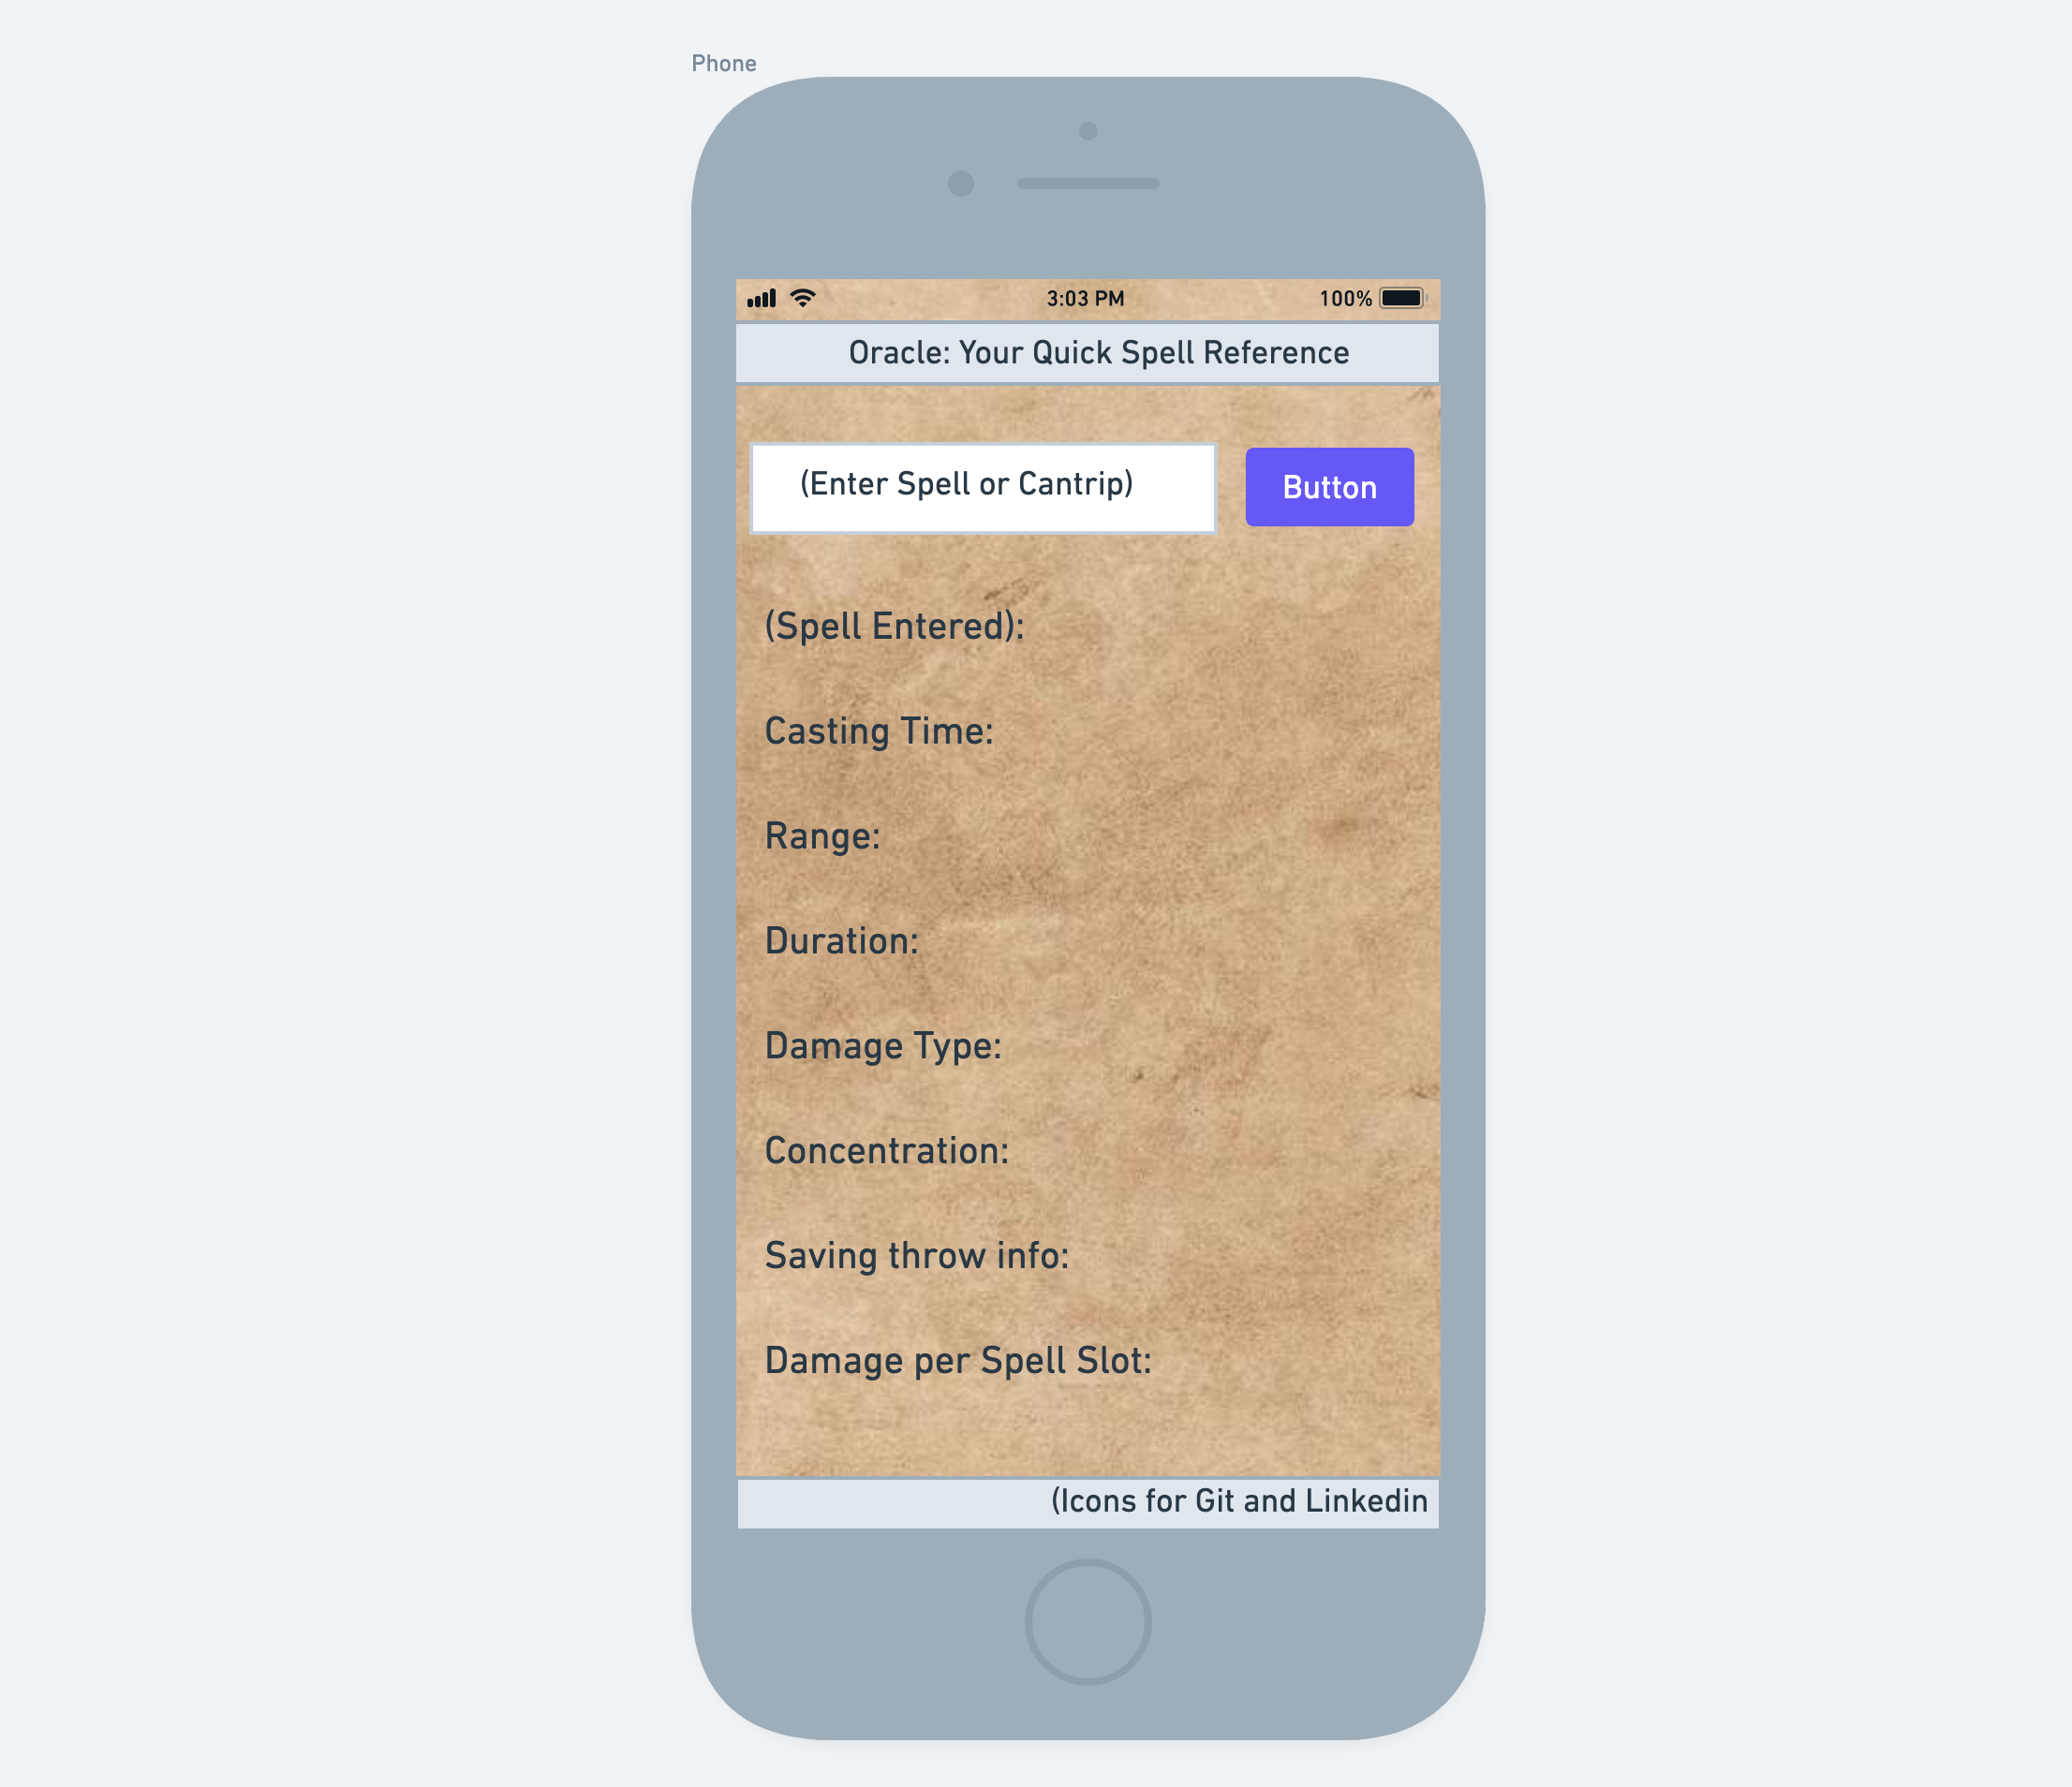 Phone
3:03 PM
100%
Oracle: Your Quick Spell Reference
(Enter Spell or Cantrip)
Button
(Spell Entered):
Casting Time:
Range:
Duration:
Damage Type:
Concentration:
Saving throw info:
Damage per Spell Slot:
(Icons for Git and Linkedin